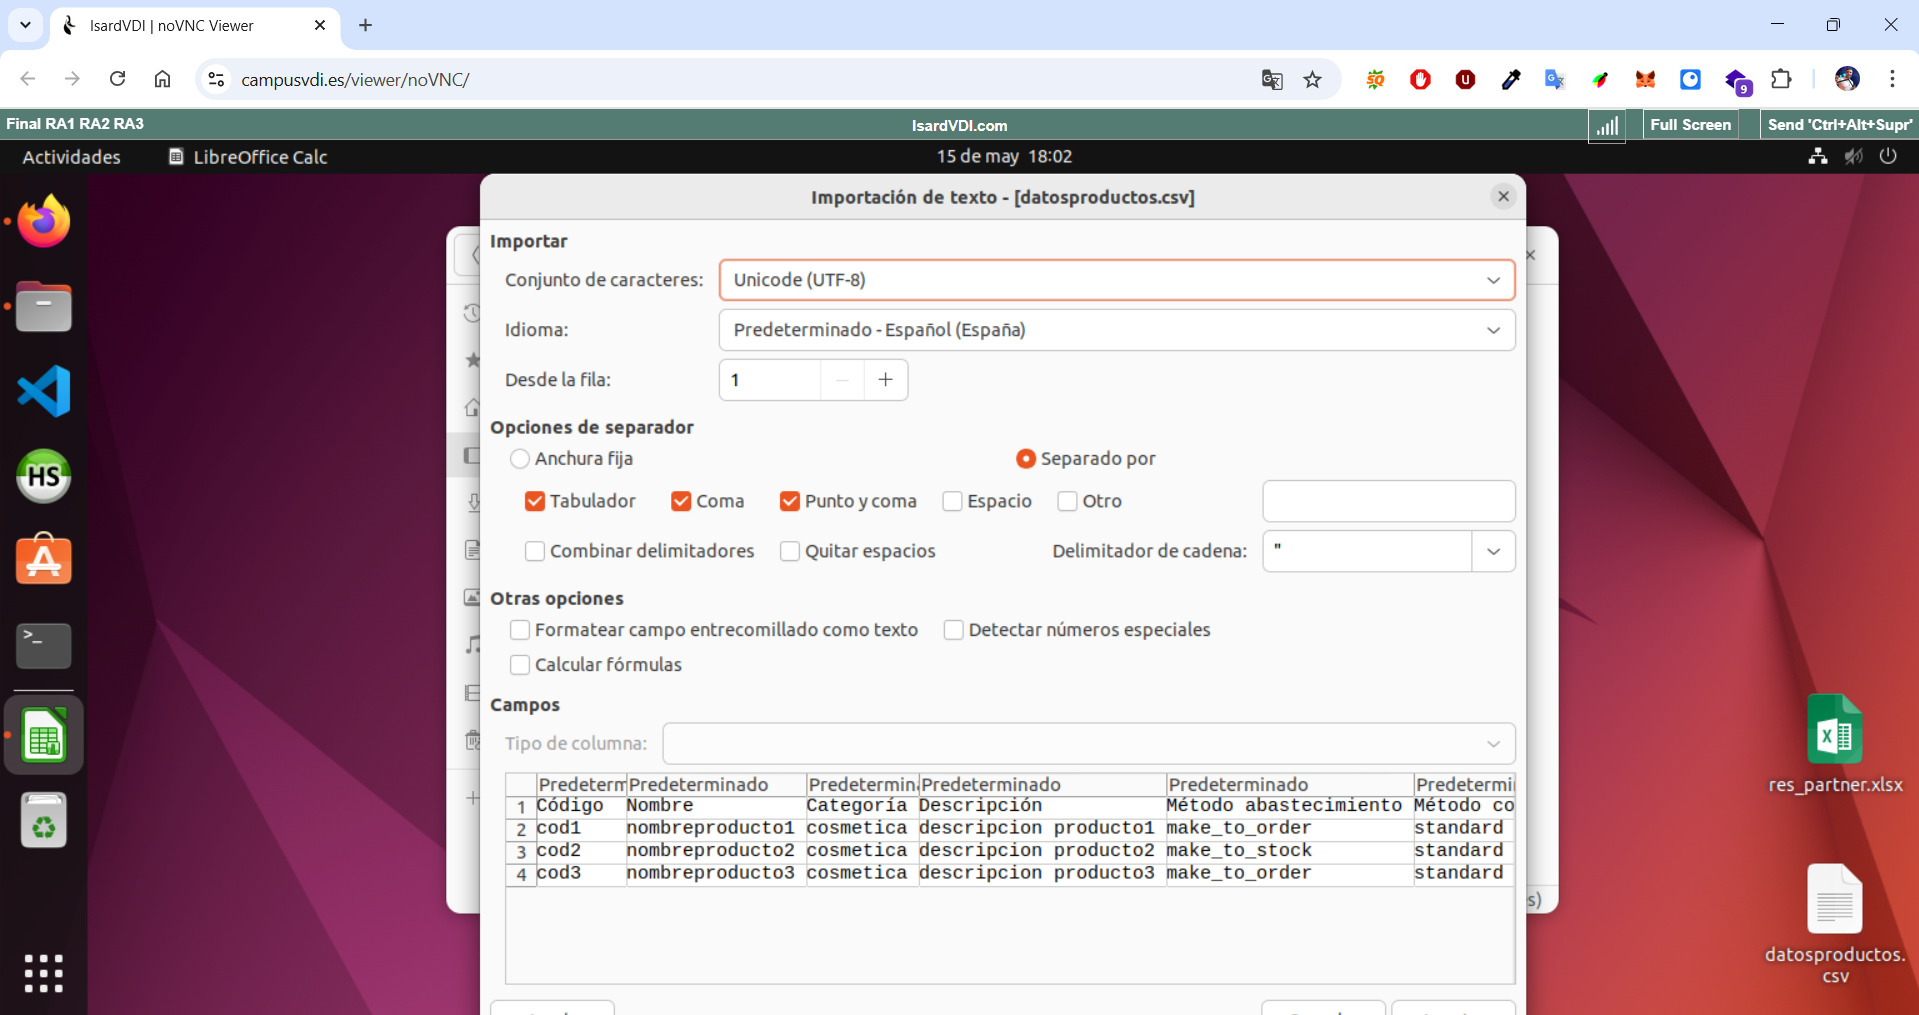 IsardVDI | noVNC Viewer
campusvdi.es/viewer/noVNC/
9
Final RA1 RA2 RA3
IsardVDI.com
Full Screen
Send 'Ctrl+Alt+Supr'
Actividades
LibreOffice Calc
15 de may 18:02
Importación de texto - [datosproductos.csv]
Importar
Conjunto de caracteres:
Unicode (UTF-8)
Idioma:
Predeterminado - Español (España)
Desde la fila:
1
Opciones de separador
Anchura fija
Separado por
Tabulador
Coma
Punto y coma
Espacio
Otro
Combinar delimitadores
Quitar espacios
Delimitador de cadena:
"
Otras opciones
Formatear campo entrecomillado como texto
Detectar números especiales
Calcular fórmulas
Campos
Tipo de columna:
Predeterm Predeterminado Predetermin Predeterminado Predeterminado Predetermi
1 Código Nombre Categoría Descripción Método abastecimiento Método co
2 cod1 nombreproducto1 cosmetica descripcion producto1 make_to_order standard
3 cod2 nombreproducto2 cosmetica descripcion producto2 make_to_stock standard
4 cod3 nombreproducto3 cosmetica descripcion producto3 make_to_order standard
s)
res_partner.xlsx
datosproductos.
csv